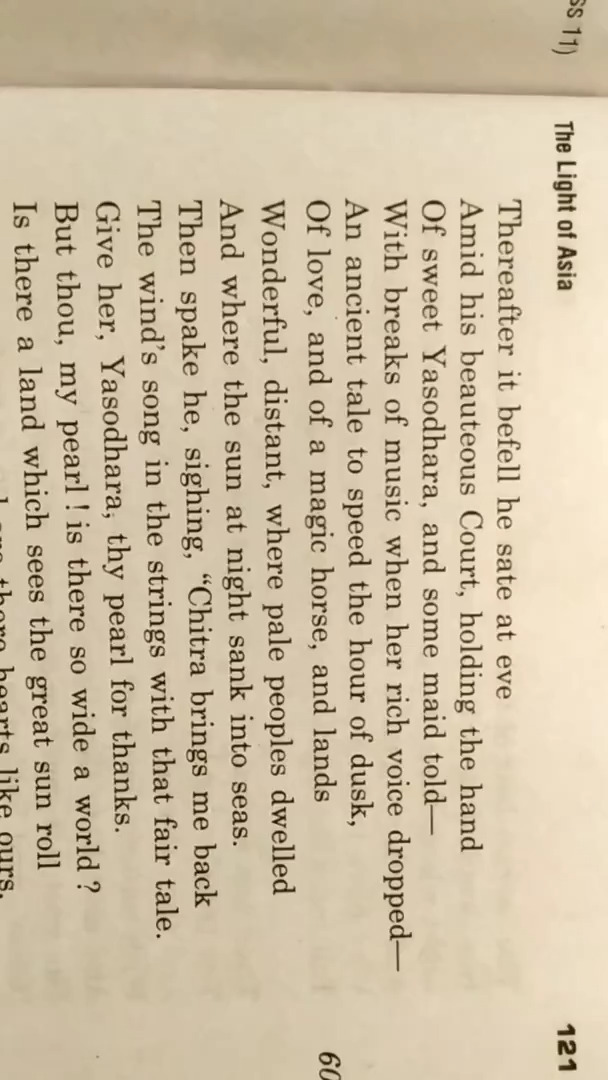 ss 11)
The Light of Asia 121
Thereafter it befell he sate at eve
Amid his beauteous Court, holding the hand
Of sweet Yasodhara, and some maid told—
With breaks of music when her rich voice dropped—
An ancient tale to speed the hour of dusk,
Of love, and of a magic horse, and lands 60
Wonderful, distant, where pale peoples dwelled
And where the sun at night sank into seas.
Then spake he, sighing, “Chitra brings me back
The wind's song in the strings with that fair tale.
Give her, Yasodhara, thy pearl for thanks.
But thou, my pearl ! is there so wide a world ?
Is there a land which sees the great sun roll
there hearts like ours,